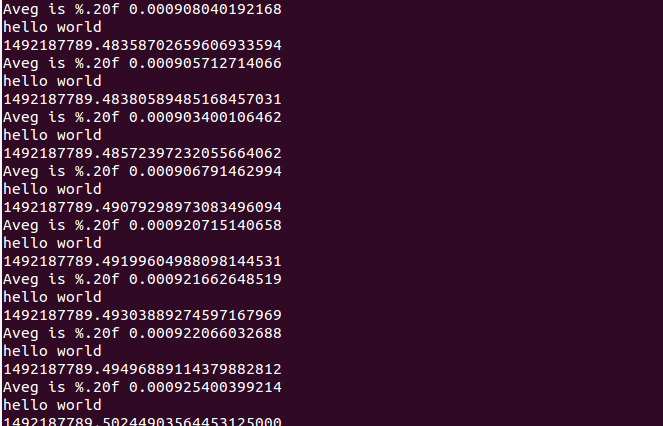 Aveg is %.20f 0.000908040192168
hello world
1492187789.48358702659606933594
Aveg is %.20f 0.000905712714066
hello world
1492187789.48380589485168457031
Aveg is %.20f 0.000903400106462
hello world
1492187789.48572397232055664062
Aveg is %.20f 0.000906791462994
hello world
1492187789.49079298973083496094
Aveg is %.20f 0.000920715140658
hello world
1492187789.49199604988098144531
Aveg is %.20f 0.000921662648519
hello world
1492187789.49303889274597167969
Aveg is %.20f 0.000922066032688
hello world
1492187789.49496889114379882812
Aveg is %.20f 0.000925400399214
hello world
1492187789.50244903564453125000